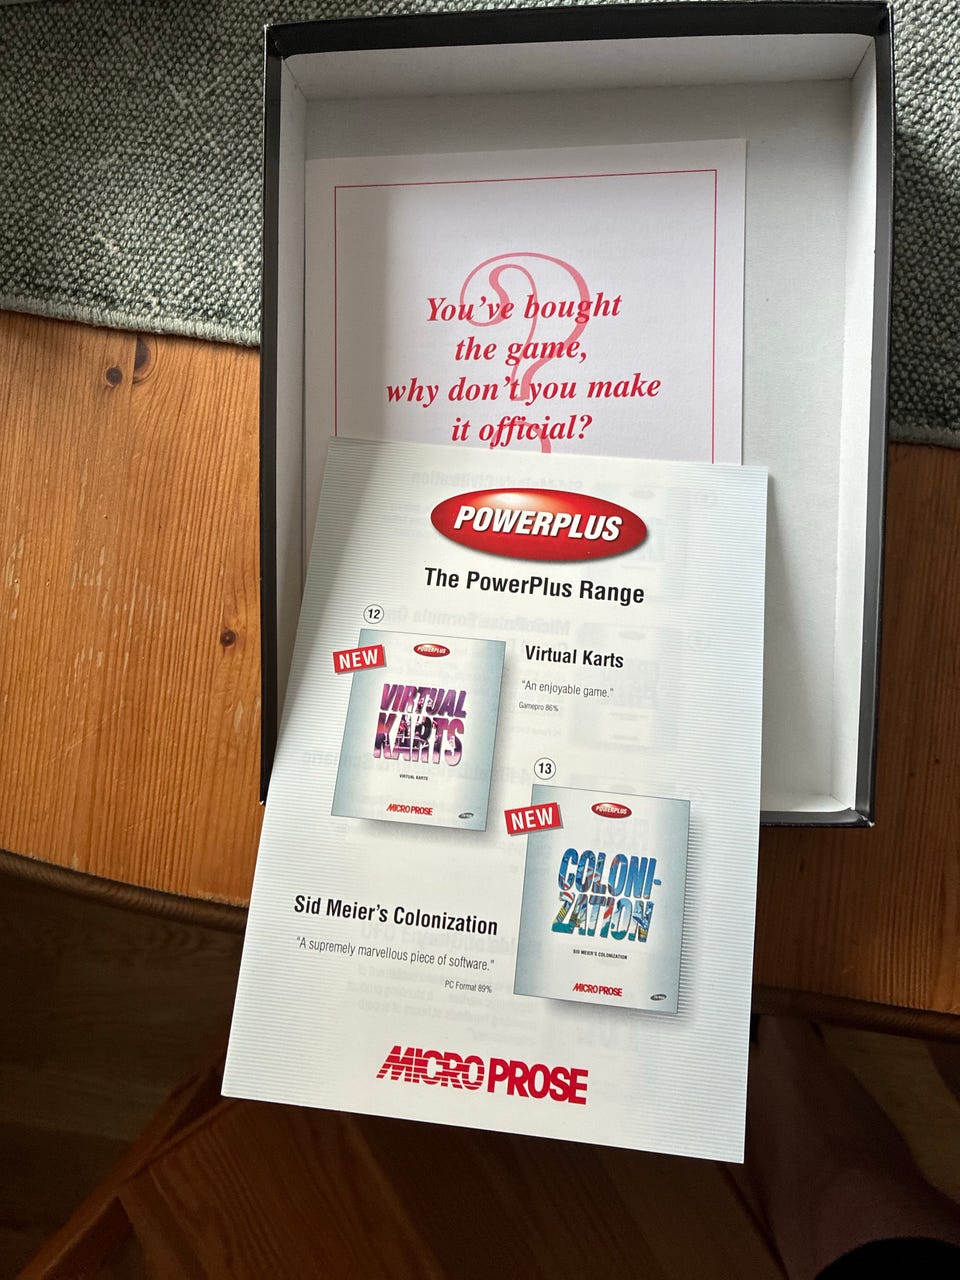 You've bought
the game,
why don't you make
it official?
POWERPLUS
The PowerPlus Range
12
NEW
POWERPLUS
VIRTUAL
KARTS
VIRTUAL KARTS
MICROPROSE
Virtual Karts
"An enjoyable game."
Gamepro 86%
13
NEW
POWERPLUS
COLONI-
ZATION
SID MEIER'S COLONIZATION
MICROPROSE
Sid Meier's Colonization
"A supremely marvellous piece of software."
PC Format 89%
MICROPROSE